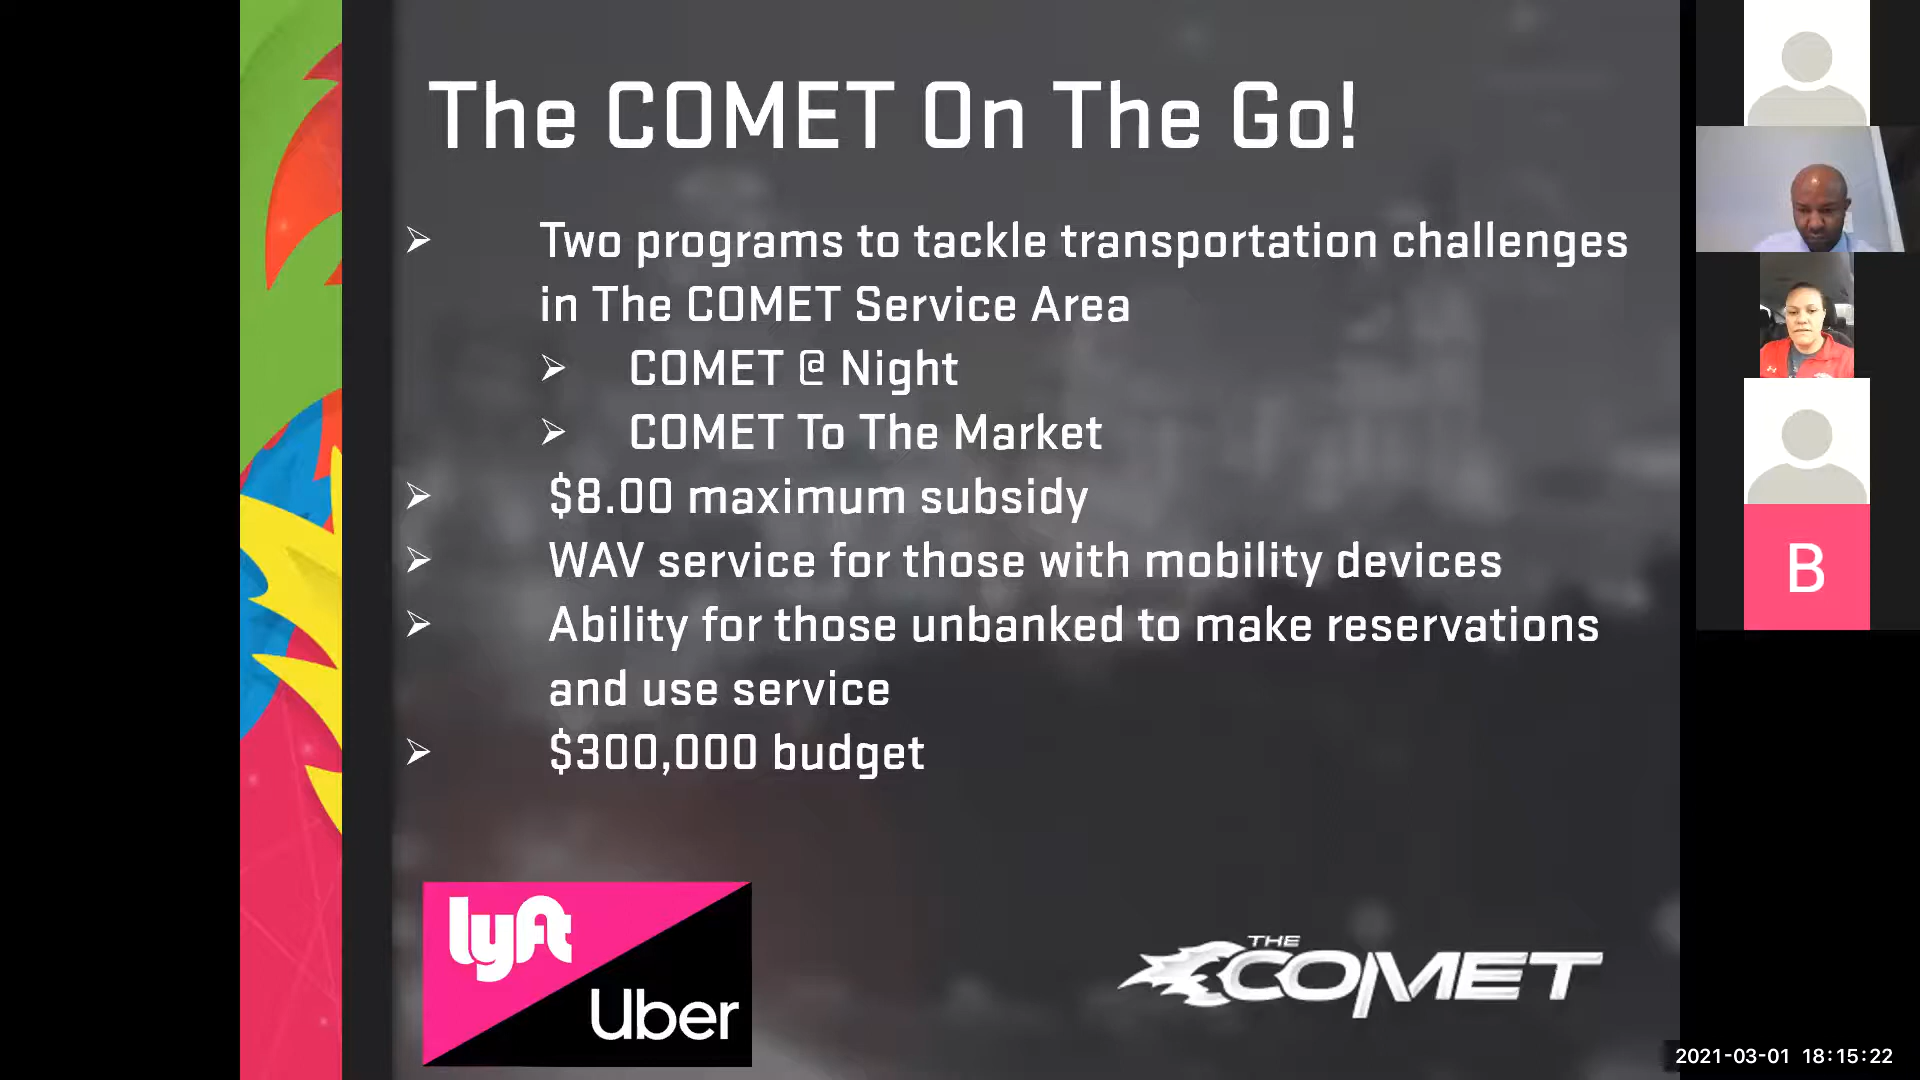 The COMET On The Go!
Two programs to tackle transportation challenges
in The COMET Service Area
COMET @ Night
COMET To The Market
$8.00 maximum subsidy
WAV service for those with mobility devices
Ability for those unbanked to make reservations
and use service
$300,000 budget
lyft
Uber
THE
COMET
B
2021-03-01 18:15:22